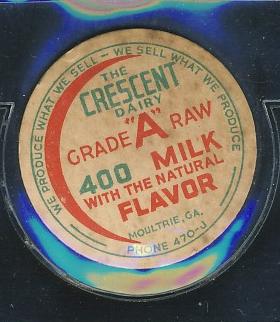 WE PRODUCE WHAT WE SELL — WE SELL WHAT WE PRODUCE
THE
CRESCENT
DAIRY
GRADE "A" RAW
400 MILK
WITH THE NATURAL
FLAVOR
MOULTRIE, GA.
PHONE 470-J